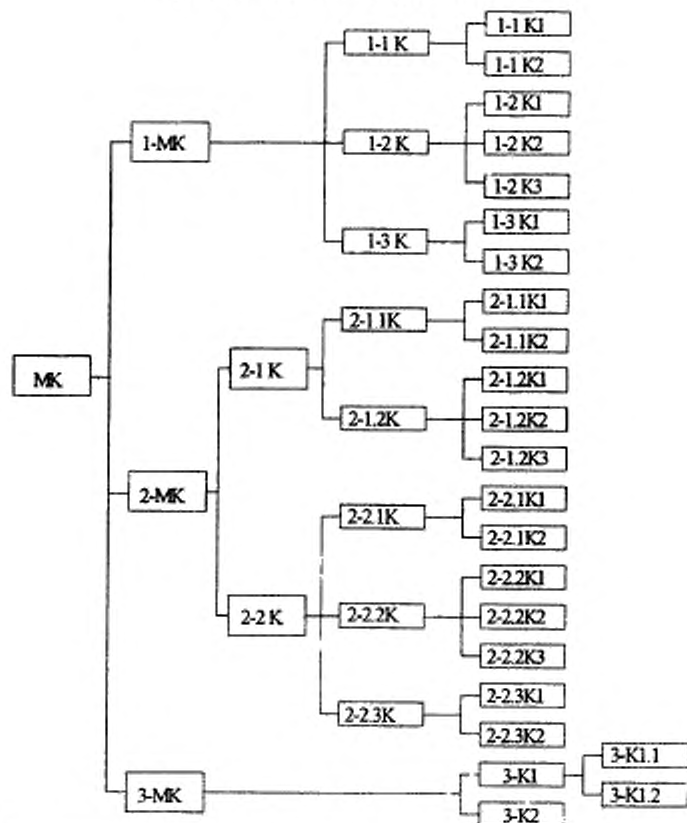 1-1 K1
1-1 K
1-1 K2
1-2 K1
1-MK
1-2 K
1-2 K2
1-2 K3
1-3 K1
1-3 K
1-3 K2
2-1.1K1
2-1.1K
2-1.1K2
MK
2-1 K
2-1.2K1
2-1.2K
2-1.2K2
2-1.2K3
2-MK
2-2.1K1
2-2.1K
2-2.1K2
2-2.2K1
2-2 K
2-2.2K
2-2.2K2
2-2.2K3
2-2.3K1
2-2.3K
2-2.3K2
3-K1.1
3-MK
3-K1
3-K1.2
3-K2